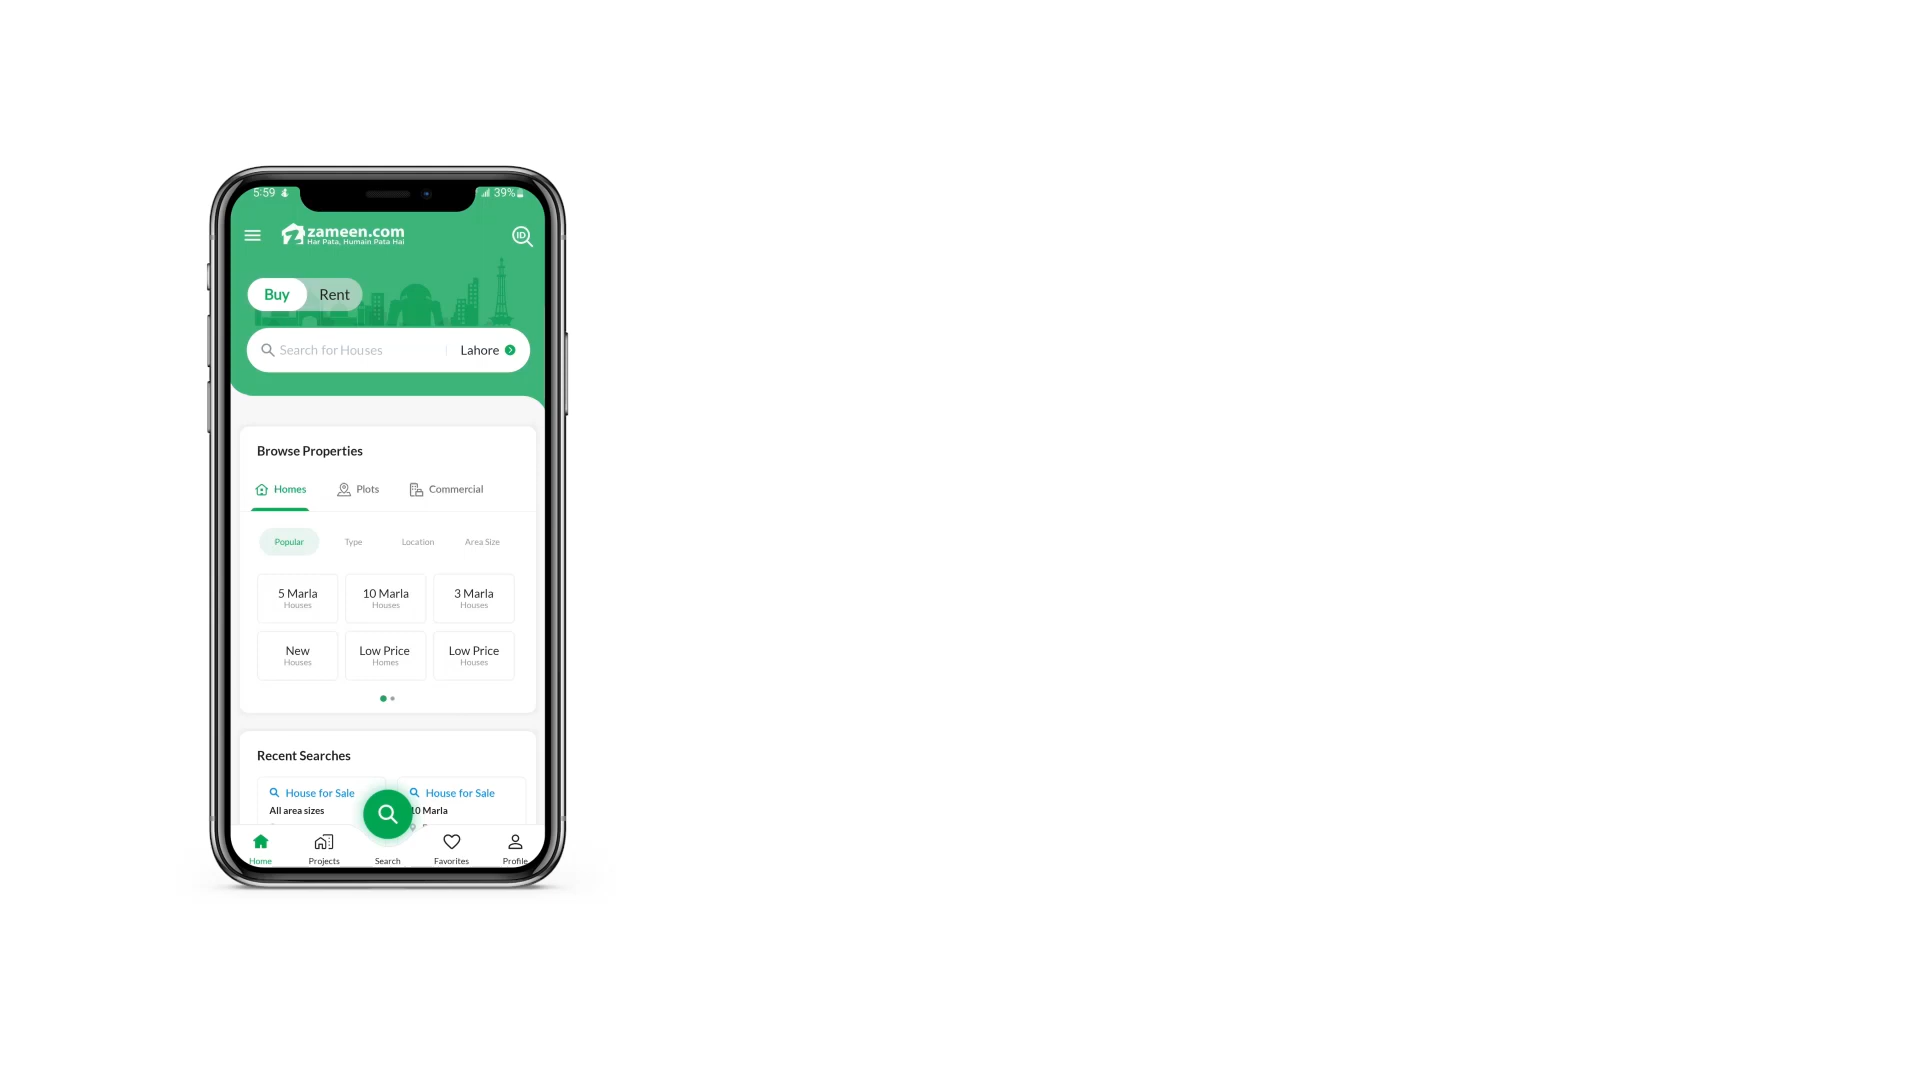 5:59
39%
zameen.com
Har Pata, Humain Pata Hai
ID
Buy Rent
Search for Houses Lahore
Browse Properties
Homes Plots Commercial
Popular Type Location Area Size
5 Marla 10 Marla 3 Marla
Houses Houses Houses
New Low Price Low Price
Houses Homes Houses
Recent Searches
House for Sale House for Sale
All area sizes 10 Marla
Home Projects Search Favorites Profile